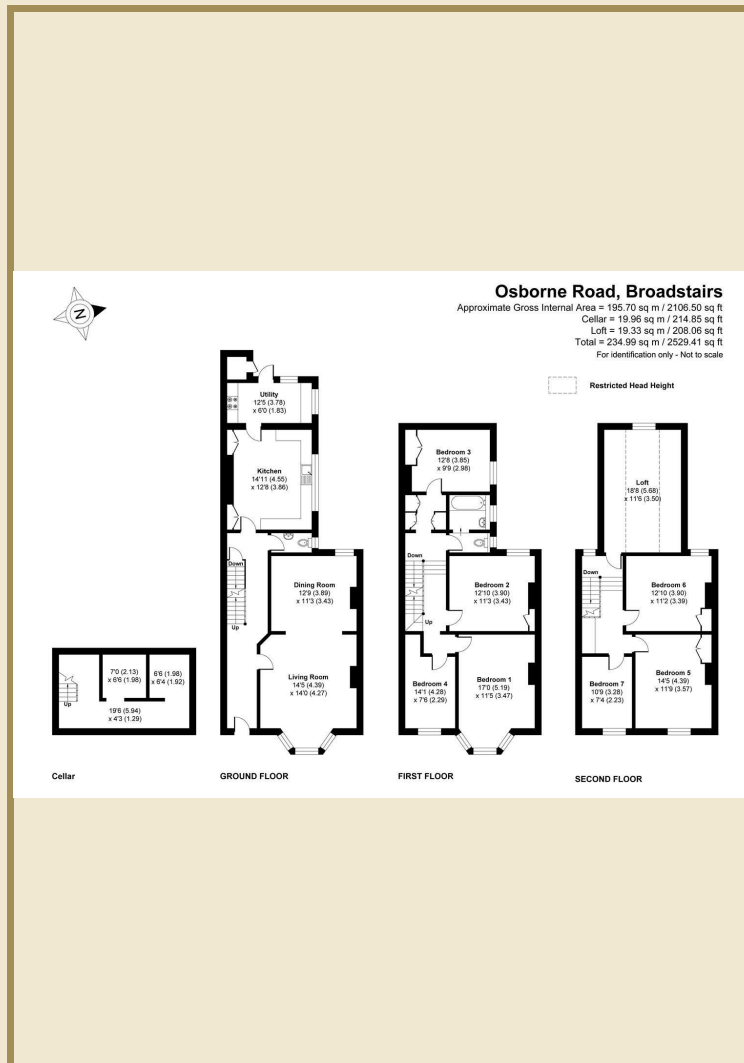 Osborne Road, Broadstairs
Approximate Gross Internal Area = 195.70 sq m / 2106.50 sq ft
Cellar = 19.96 sq m / 214.85 sq ft
Loft = 19.33 sq m / 208.06 sq ft
Total = 234.99 sq m / 2529.41 sq ft
For identification only - Not to scale
N
Restricted Head Height
Utility
12'5 (3.78)
x 6'0 (1.83)
Kitchen
14'11 (4.55)
x 12'8 (3.86)
Down
Up
Dining Room
12'9 (3.89)
x 11'3 (3.43)
Living Room
14'5 (4.39)
x 14'0 (4.27)
Bedroom 3
12'8 (3.85)
x 9'9 (2.98)
Down
Up
Bedroom 2
12'10 (3.90)
x 11'3 (3.43)
Bedroom 4
14'1 (4.28)
x 7'6 (2.29)
Bedroom 1
17'0 (5.19)
x 11'5 (3.47)
Loft
18'8 (5.68)
x 11'6 (3.50)
Down
Bedroom 6
12'10 (3.90)
x 11'2 (3.39)
Bedroom 7
10'9 (3.28)
x 7'4 (2.23)
Bedroom 5
14'5 (4.39)
x 11'9 (3.57)
7'0 (2.13)
x 6'6 (1.98)
6'6 (1.98)
x 6'4 (1.92)
Up
19'6 (5.94)
x 4'3 (1.29)
Cellar
GROUND FLOOR
FIRST FLOOR
SECOND FLOOR